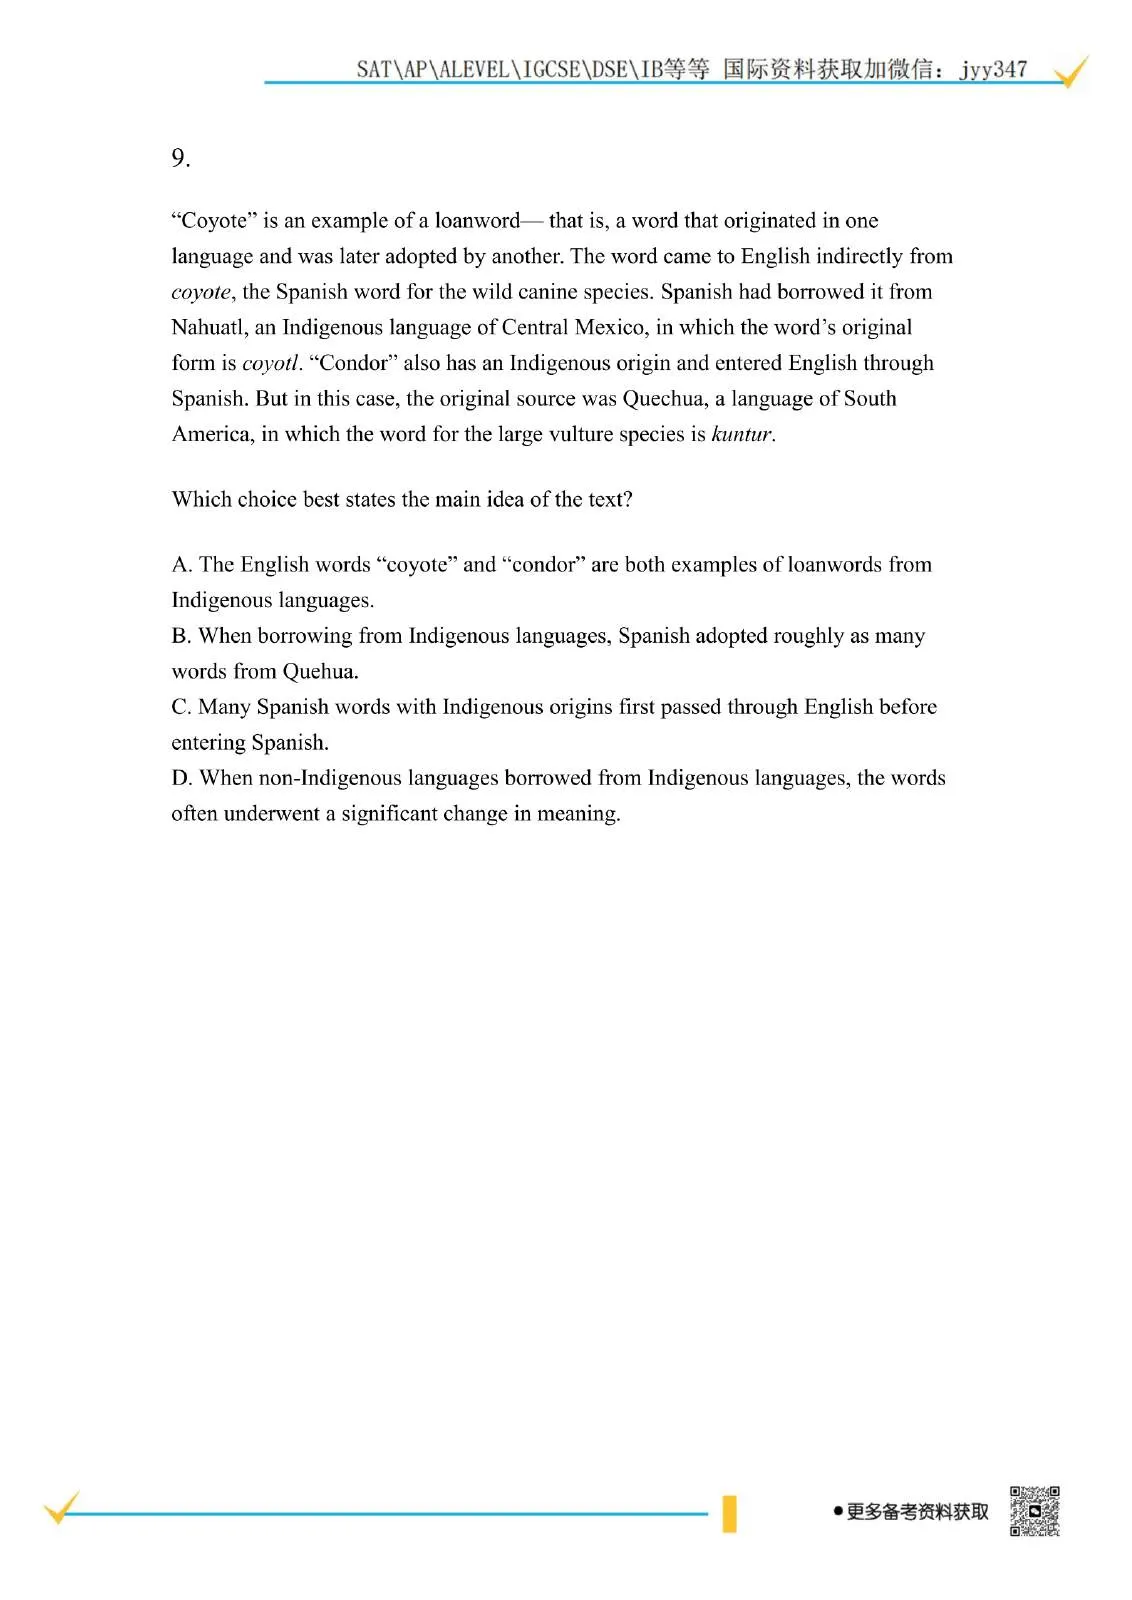 SAT\AP\ALEVEL\IGCSE\DSE\IB等等 国际资料获取加微信：jyy347
9.
“Coyote” is an example of a loanword— that is, a word that originated in one
language and was later adopted by another. The word came to English indirectly from
coyote, the Spanish word for the wild canine species. Spanish had borrowed it from
Nahuatl, an Indigenous language of Central Mexico, in which the word’s original
form is coyotl. “Condor” also has an Indigenous origin and entered English through
Spanish. But in this case, the original source was Quechua, a language of South
America, in which the word for the large vulture species is kuntur.
Which choice best states the main idea of the text?
A. The English words “coyote” and “condor” are both examples of loanwords from
Indigenous languages.
B. When borrowing from Indigenous languages, Spanish adopted roughly as many
words from Quehua.
C. Many Spanish words with Indigenous origins first passed through English before
entering Spanish.
D. When non-Indigenous languages borrowed from Indigenous languages, the words
often underwent a significant change in meaning.
●更多备考资料获取